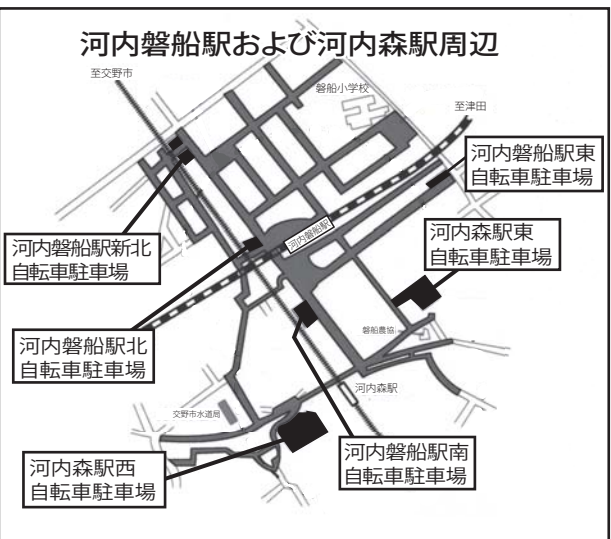 河内磐船駅および河内森駅周辺
至交野市
磐船小学校
至津田
河内磐船駅東
自転車駐車場
河内磐船駅
河内森駅東
自転車駐車場
河内磐船駅新北
自転車駐車場
磐船農協
河内磐船駅北
自転車駐車場
河内森駅
交野市水道局
河内磐船駅南
自転車駐車場
河内森駅西
自転車駐車場